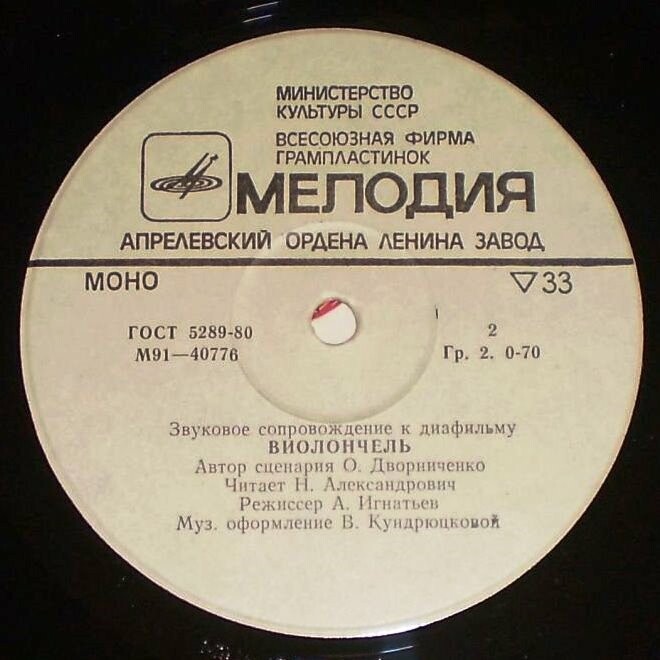 МИНИСТЕРСТВО
КУЛЬТУРЫ СССР
ВСЕСОЮЗНАЯ ФИРМА
ГРАМПЛАСТИНОК
МЕЛОДИЯ
АПРЕЛЕВСКИЙ ОРДЕНА ЛЕНИНА ЗАВОД
МОНО ▽33
ГОСТ 5289-80 2
М91—40776 Гр. 2. 0-70
Звуковое сопровождение к диафильму
ВИОЛОНЧЕЛЬ
Автор сценария О. Дворниченко
Читает Н. Александрович
Режиссер А. Игнатьев
Муз. оформление В. Кундрюцковой